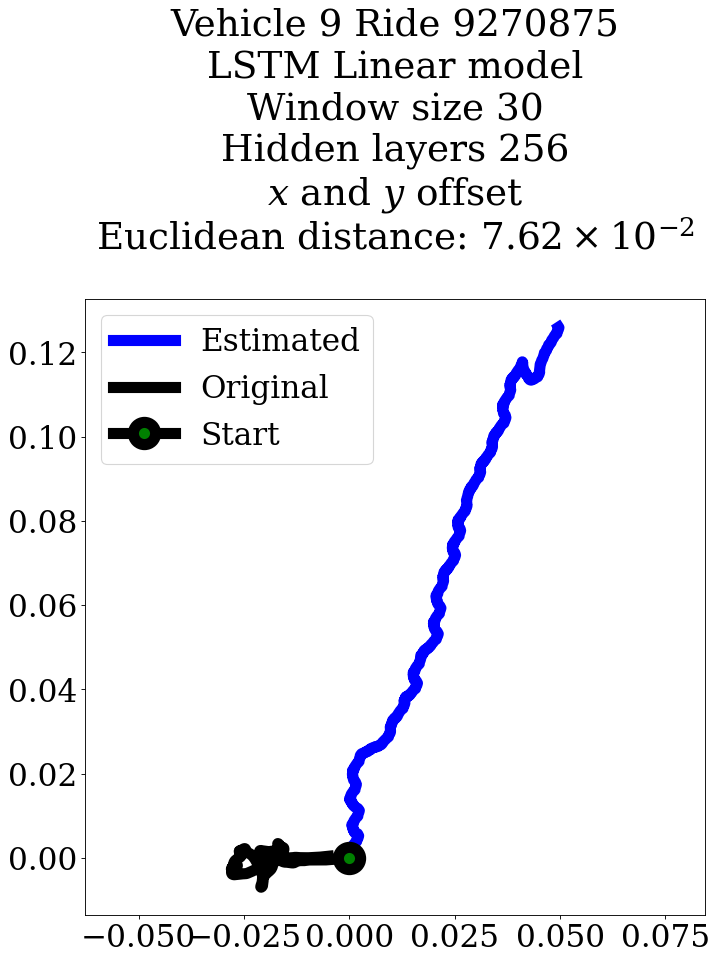 Vehicle 9 Ride 9270875
LSTM Linear model
Window size 30
Hidden layers 256
x and y offset
Euclidean distance: 7.62 × 10⁻²
Estimated
Original
Start
0.12
0.10
0.08
0.06
0.04
0.02
0.00
−0.050 −0.025 0.000 0.025 0.050 0.075